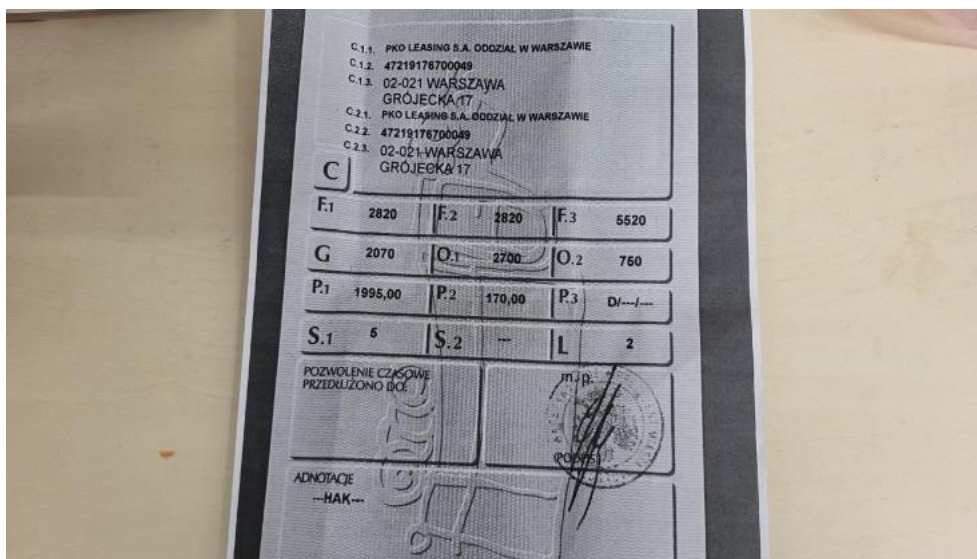 C.1.1. PKO LEASING S.A. ODDZIAŁ W WARSZAWIE
C.1.2. 47219176700049
C.1.3. 02-021 WARSZAWA
GRÓJECKA 17
C.2.1. PKO LEASING S.A. ODDZIAŁ W WARSZAWIE
C.2.2. 47219176700049
C.2.3. 02-021 WARSZAWA
GRÓJECKA 17
C
F.1 2820 F.2 2820 F.3 5520
G 2070 O.1 2700 O.2 750
P.1 1995,00 P.2 170,00 P.3 D/---/---
S.1 5 S.2 --- L 2
POZWOLENIE CZASOWE
PRZEDŁUŻONO DO:
m.p.
ADNOTACJE
---HAK---